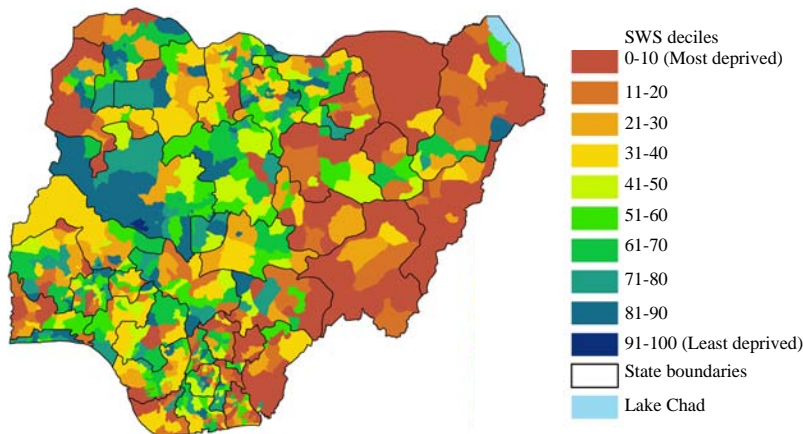 SWS deciles
0-10 (Most deprived)
11-20
21-30
31-40
41-50
51-60
61-70
71-80
81-90
91-100 (Least deprived)
State boundaries
Lake Chad